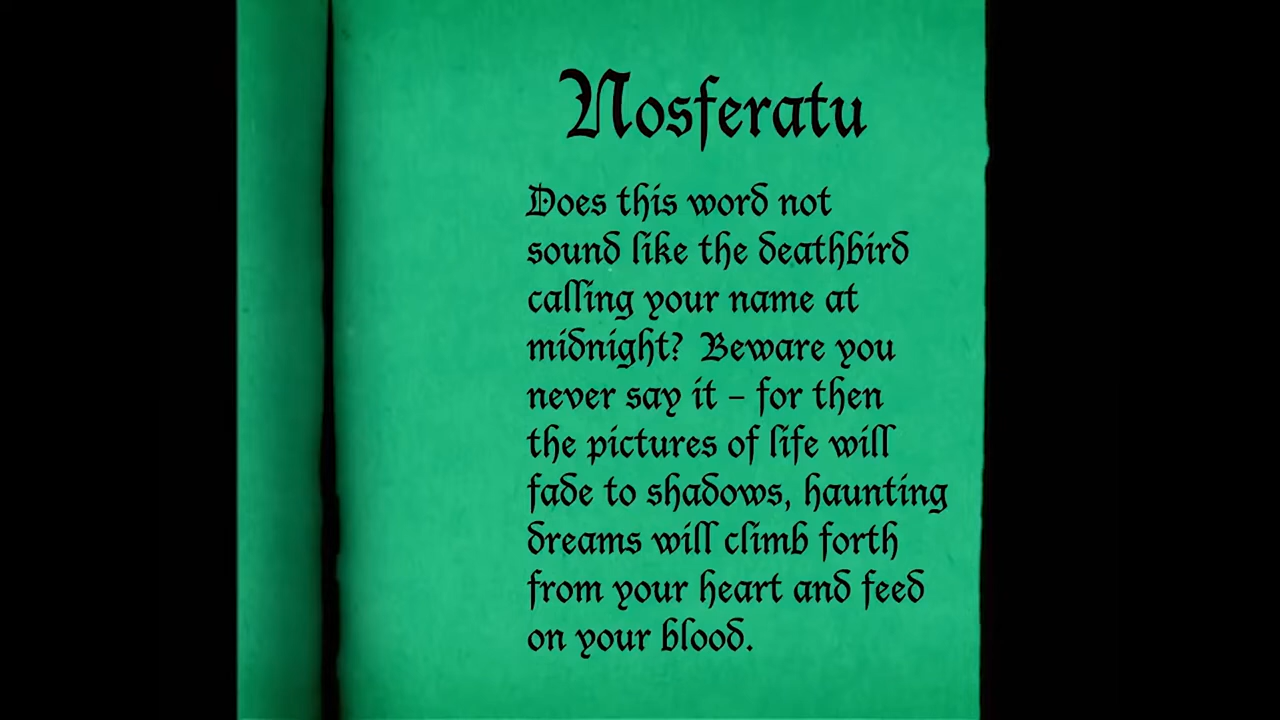 Nosferatu
Does this word not
sound like the deathbird
calling your name at
midnight? Beware you
never say it – for then
the pictures of life will
fade to shadows, haunting
dreams will climb forth
from your heart and feed
on your blood.